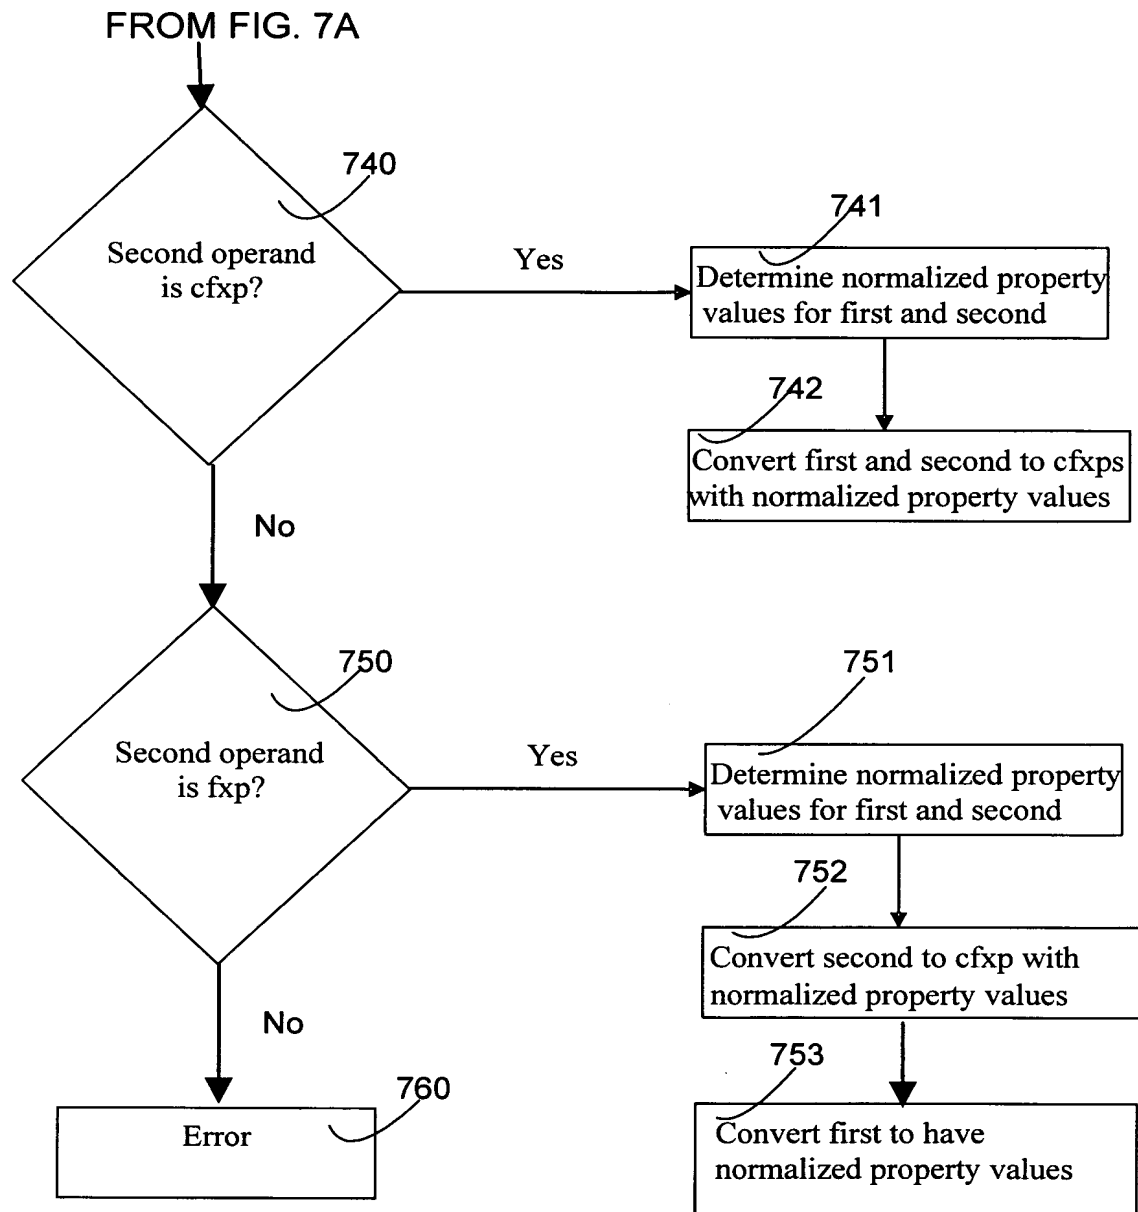 FROM FIG. 7A
740
Second operand
is cfxp?
Yes
741
Determine normalized property
values for first and second
742
Convert first and second to cfxps
with normalized property values
No
750
Second operand
is fxp?
Yes
751
Determine normalized property
values for first and second
752
Convert second to cfxp with
normalized property values
753
Convert first to have
normalized property values
No
760
Error